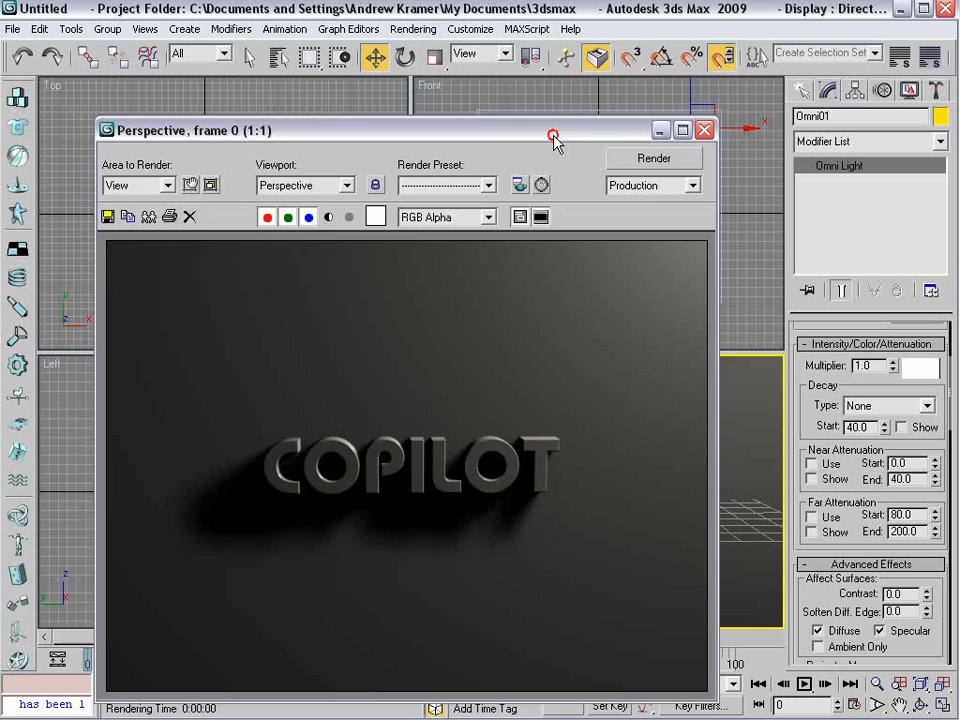 Untitled - Project Folder: C:\Documents and Settings\Andrew Kramer\My Documents\3dsmax - Autodesk 3ds Max 2009 - Display : Direct...
File Edit Tools Group Views Create Modifiers Animation Graph Editors Rendering Customize MAXScript Help
All
View
3
%
Create Selection Set
Top
Front
x
Perspective, frame 0 (1:1)
Area to Render:
Viewport:
Render Preset:
Render
View
Perspective
Production
RGB Alpha
COPILOT
Omni01
Modifier List
Omni Light
- Intensity/Color/Attenuation
Multiplier: 1.0
Decay
Type: None
Start: 40.0 Show
Near Attenuation
Use Start: 0.0
Show End: 40.0
Far Attenuation
Use Start: 80.0
Show End: 200.0
- Advanced Effects
Affect Surfaces:
Contrast: 0.0
Soften Diff. Edge: 0.0
Diffuse Specular
Ambient Only
y
z x
Left
z
y
<
0
100
has been l
Rendering Time 0:00:00
Add Time Tag
Set Key
Key Filters...
0